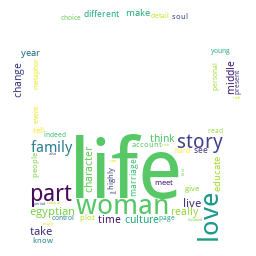 choice
different
make
detail
soul
year
change
metaphor
event
tell
indeed
family
people
part
egyptian
take
know
life
woman
character
highly
marriage
account
think
story
see
hard
meet
give
live
really
time
culture
plot
control
page
love
educate
read
young
middle
present
personal